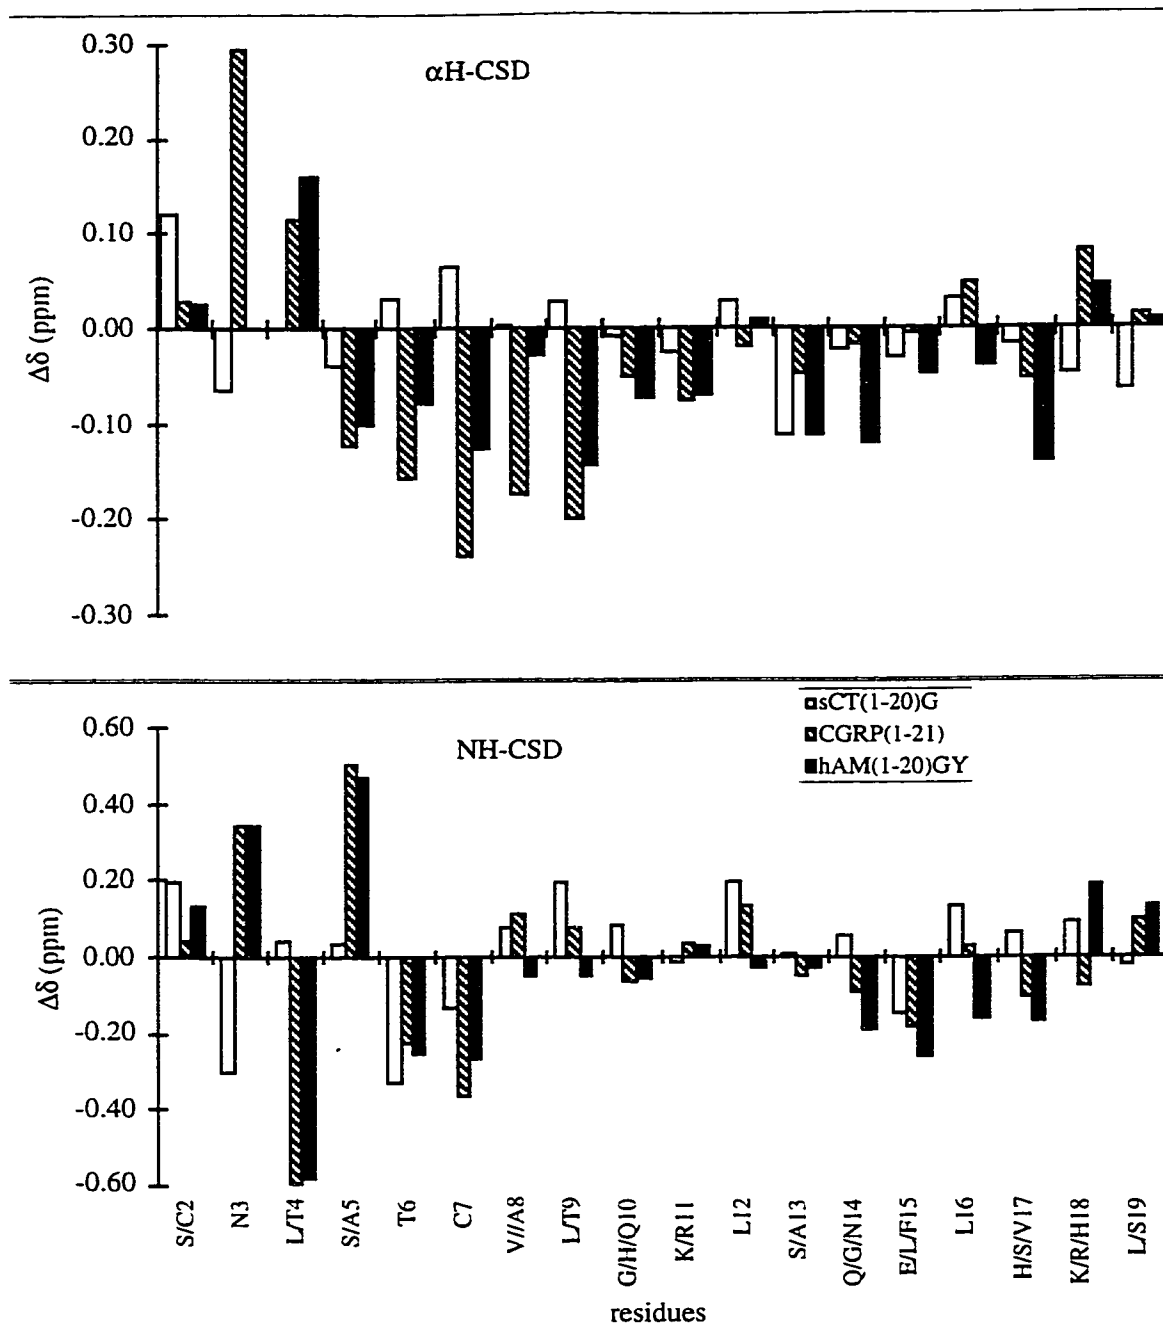 αH-CSD
0.30
0.20
0.10
0.00
-0.10
-0.20
-0.30
Δδ (ppm)
NH-CSD
sCT(1-20)G
CGRP(1-21)
hAM(1-20)GY
0.60
0.40
0.20
0.00
-0.20
-0.40
-0.60
Δδ (ppm)
S/C2
N3
L/T4
S/A5
T6
C7
V//A8
L/T9
G/H/Q10
K/R11
L12
S/A13
Q/G/N14
E/L/F15
L16
H/S/V17
K/R/H18
L/S19
residues